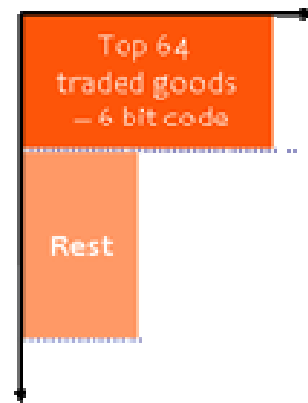 Top 64
traded goods
– 6 bit code
Rest